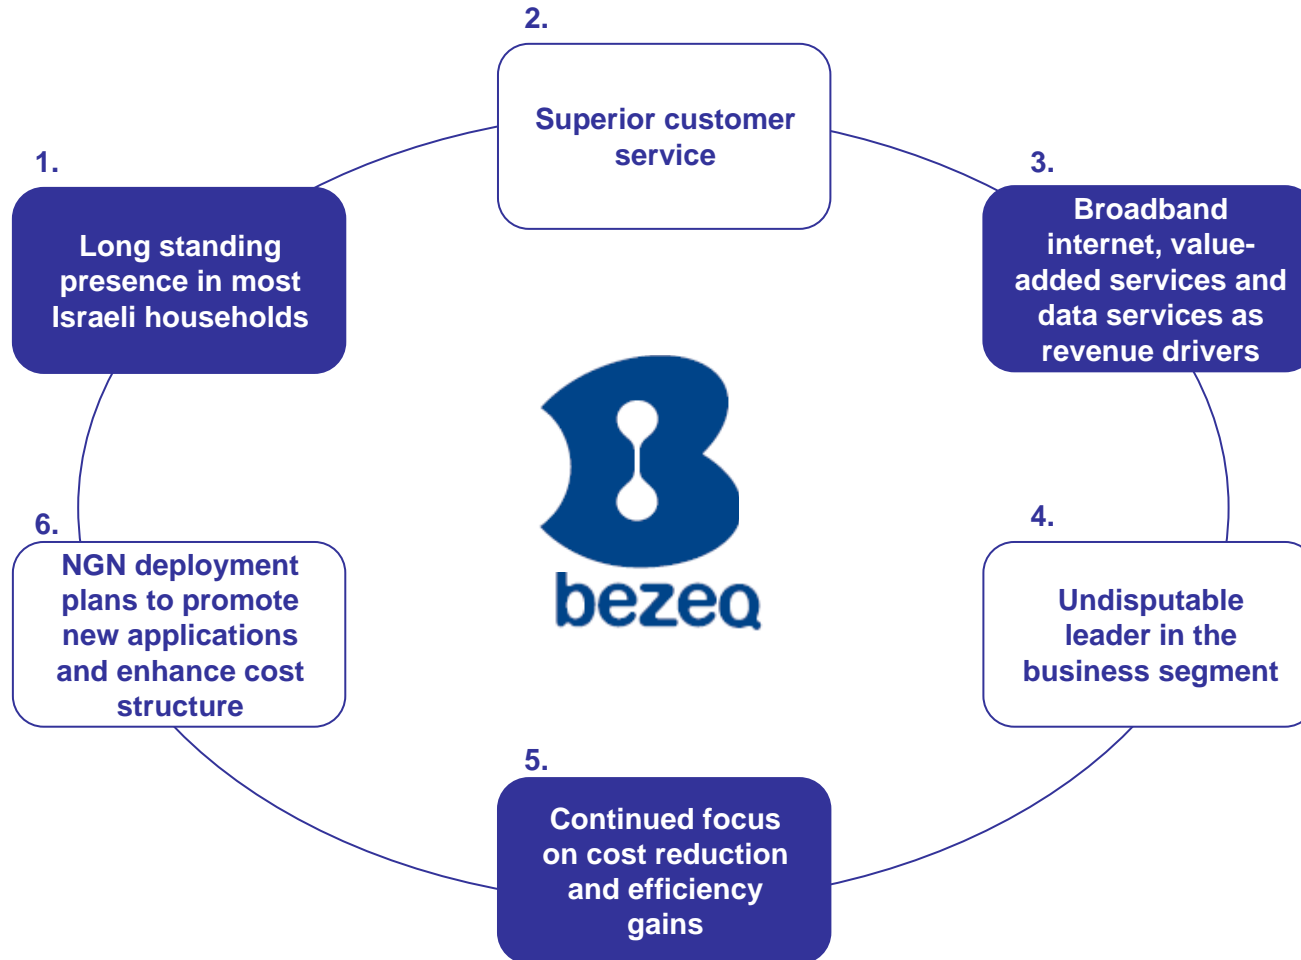 1.
Long standing
presence in most
Israeli households
2.
Superior customer
service
3.
Broadband
internet, value-
added services and
data services as
revenue drivers
4.
Undisputable
leader in the
business segment
5.
Continued focus
on cost reduction
and efficiency
gains
6.
NGN deployment
plans to promote
new applications
and enhance cost
structure
bezeq